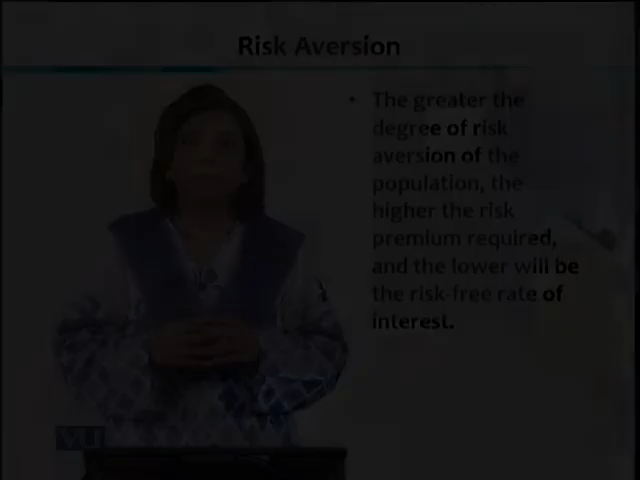 Risk Aversion
• The greater the
degree of risk
aversion of the
population, the
higher the risk
premium required,
and the lower will be
the risk-free rate of
interest.
VU